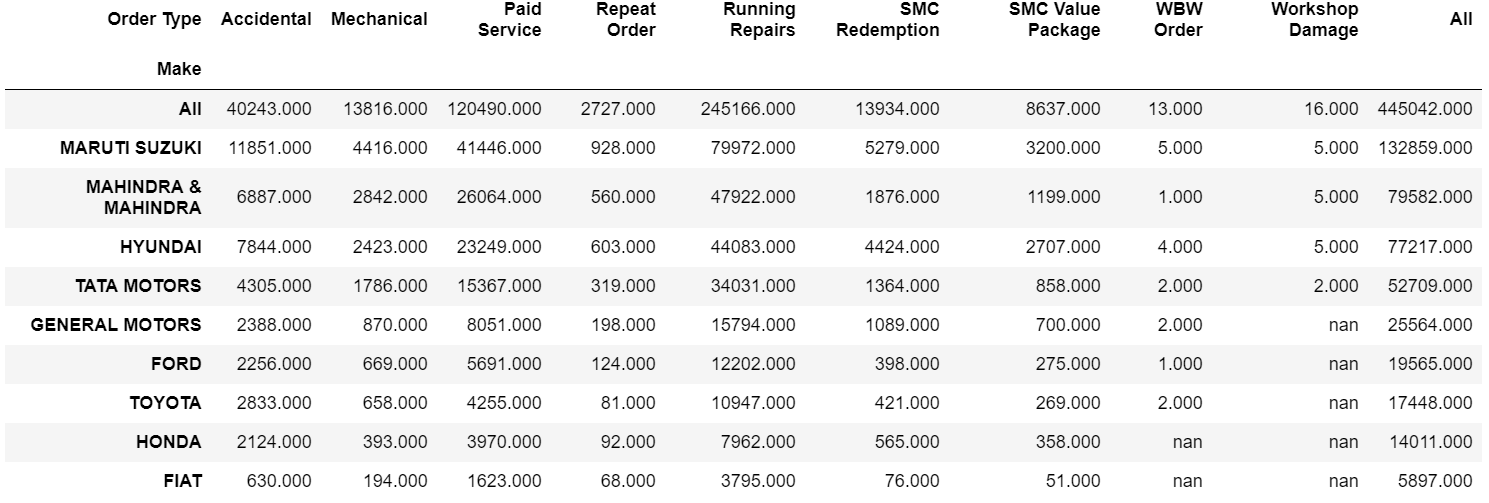 Order Type Accidental Mechanical Paid Service Repeat Order Running Repairs SMC Redemption SMC Value Package WBW Order Workshop Damage All
Make
All 40243.000 13816.000 120490.000 2727.000 245166.000 13934.000 8637.000 13.000 16.000 445042.000
MARUTI SUZUKI 11851.000 4416.000 41446.000 928.000 79972.000 5279.000 3200.000 5.000 5.000 132859.000
MAHINDRA & MAHINDRA 6887.000 2842.000 26064.000 560.000 47922.000 1876.000 1199.000 1.000 5.000 79582.000
HYUNDAI 7844.000 2423.000 23249.000 603.000 44083.000 4424.000 2707.000 4.000 5.000 77217.000
TATA MOTORS 4305.000 1786.000 15367.000 319.000 34031.000 1364.000 858.000 2.000 2.000 52709.000
GENERAL MOTORS 2388.000 870.000 8051.000 198.000 15794.000 1089.000 700.000 2.000 nan 25564.000
FORD 2256.000 669.000 5691.000 124.000 12202.000 398.000 275.000 1.000 nan 19565.000
TOYOTA 2833.000 658.000 4255.000 81.000 10947.000 421.000 269.000 2.000 nan 17448.000
HONDA 2124.000 393.000 3970.000 92.000 7962.000 565.000 358.000 nan nan 14011.000
FIAT 630.000 194.000 1623.000 68.000 3795.000 76.000 51.000 nan nan 5897.000